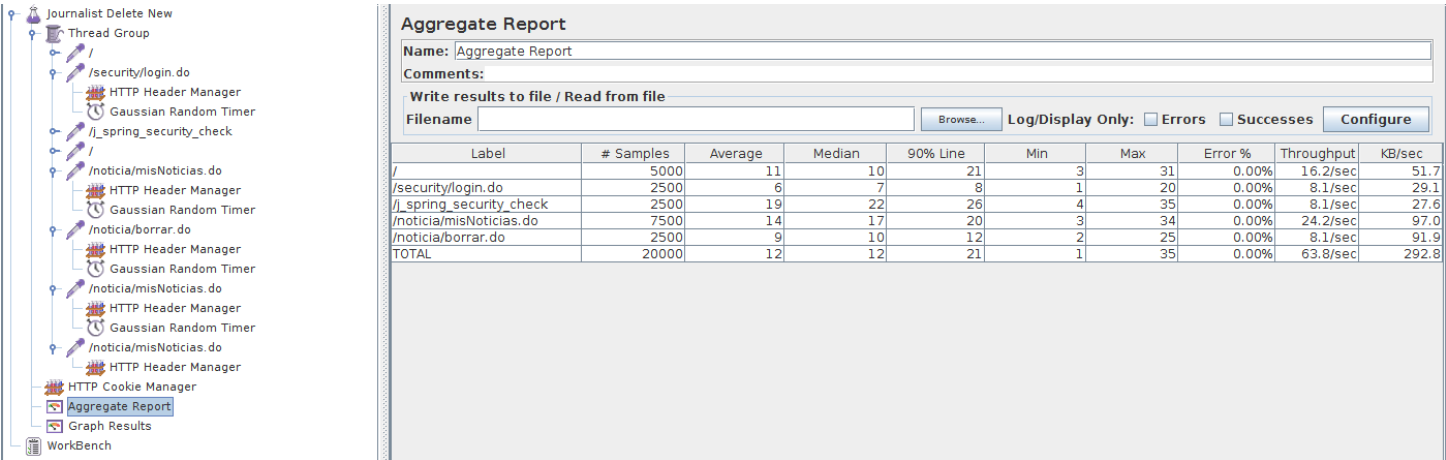 Journalist Delete New
Thread Group
/
/security/login.do
HTTP Header Manager
Gaussian Random Timer
/j_spring_security_check
/
/noticia/misNoticias.do
HTTP Header Manager
Gaussian Random Timer
/noticia/borrar.do
HTTP Header Manager
Gaussian Random Timer
/noticia/misNoticias.do
HTTP Header Manager
Gaussian Random Timer
/noticia/misNoticias.do
HTTP Header Manager
HTTP Cookie Manager
Aggregate Report
Graph Results
WorkBench
Aggregate Report
Name: Aggregate Report
Comments:
Write results to file / Read from file
Filename Browse... Log/Display Only: Errors Successes Configure
Label # Samples Average Median 90% Line Min Max Error % Throughput KB/sec
/ 5000 11 10 21 3 31 0.00% 16.2/sec 51.7
/security/login.do 2500 6 7 8 1 20 0.00% 8.1/sec 29.1
/j_spring_security_check 2500 19 22 26 4 35 0.00% 8.1/sec 27.6
/noticia/misNoticias.do 7500 14 17 20 3 34 0.00% 24.2/sec 97.0
/noticia/borrar.do 2500 9 10 12 2 25 0.00% 8.1/sec 91.9
TOTAL 20000 12 12 21 1 35 0.00% 63.8/sec 292.8